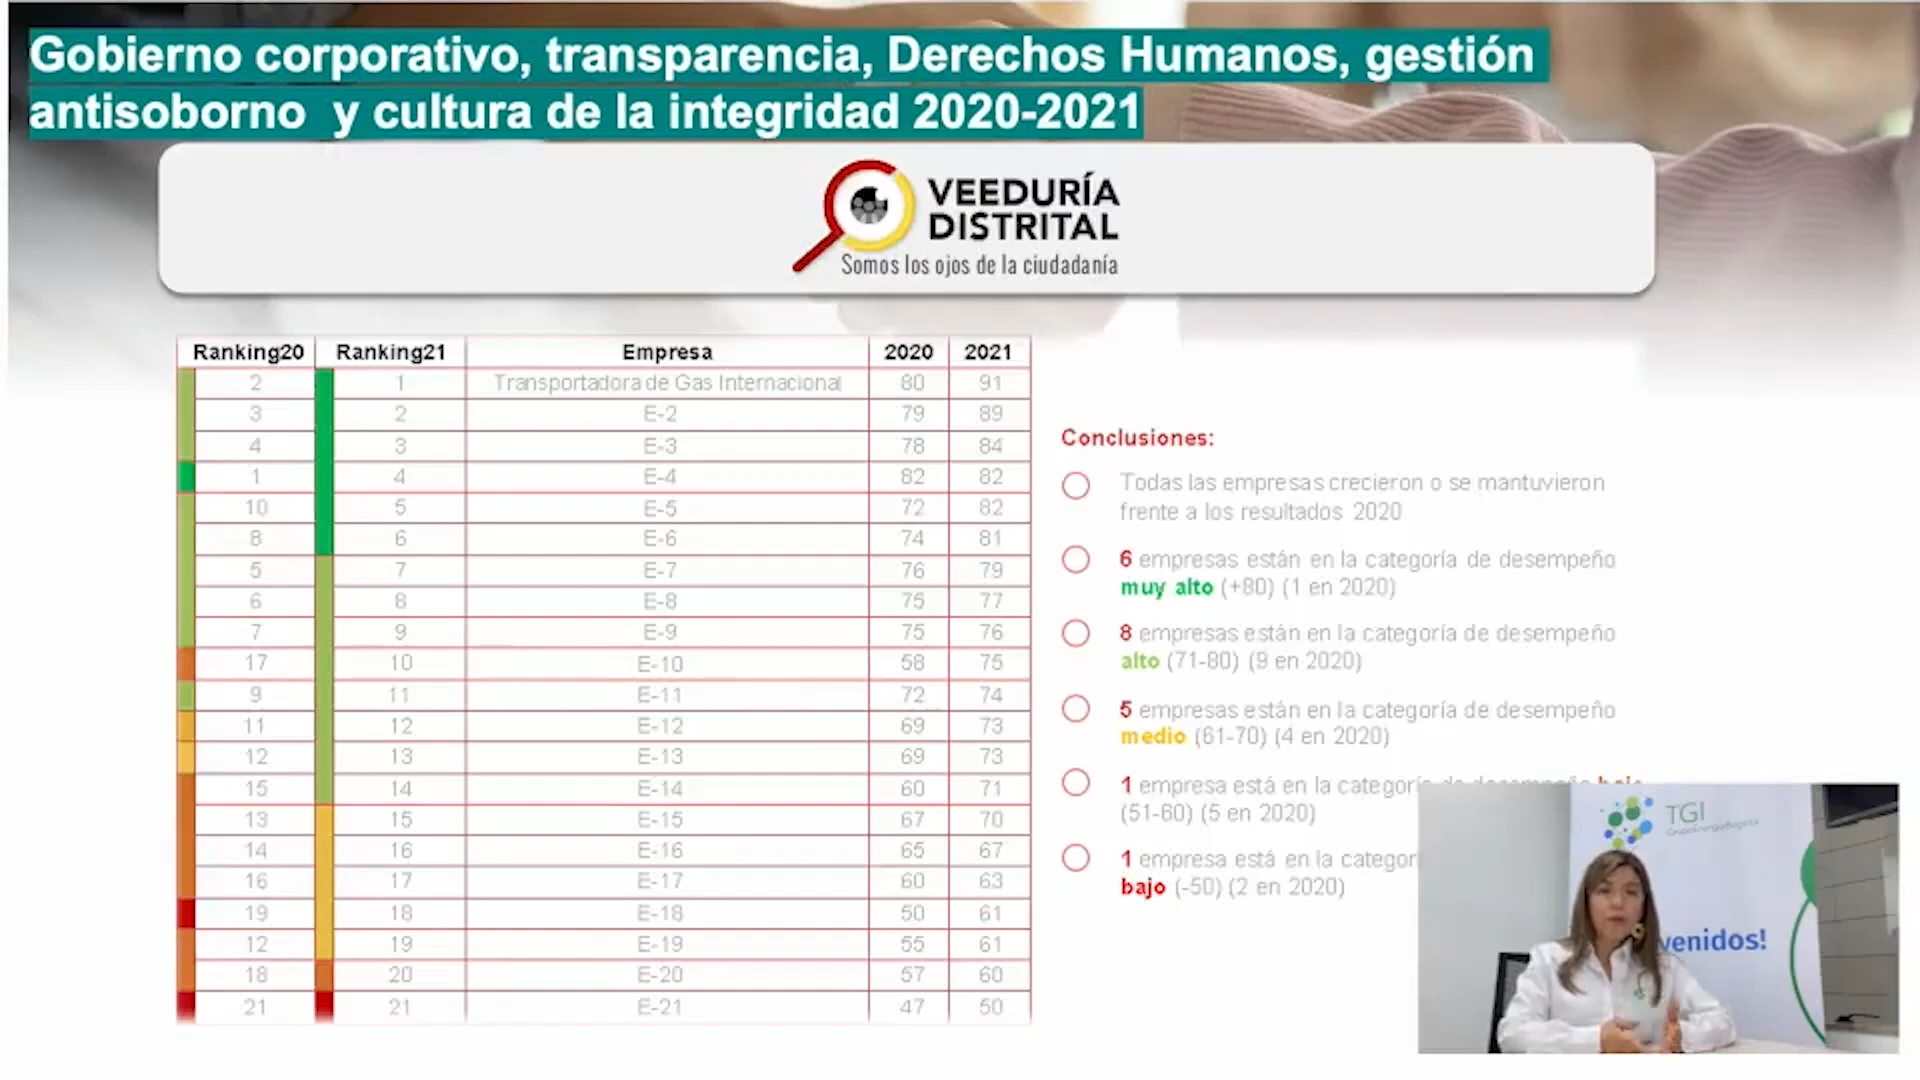 Gobierno corporativo, transparencia, Derechos Humanos, gestión
antisoborno y cultura de la integridad 2020-2021
VEEDURÍA
DISTRITAL
Somos los ojos de la ciudadanía
Ranking20 Ranking21 Empresa 2020 2021
2 1 Transportadora de Gas Internacional 80 91
3 2 E-2 79 89
4 3 E-3 78 84
1 4 E-4 82 82
10 5 E-5 72 82
8 6 E-6 74 81
5 7 E-7 76 79
6 8 E-8 75 77
7 9 E-9 75 76
17 10 E-10 58 75
9 11 E-11 72 74
11 12 E-12 69 73
12 13 E-13 69 73
15 14 E-14 60 71
13 15 E-15 67 70
14 16 E-16 65 67
16 17 E-17 60 63
19 18 E-18 50 61
12 19 E-19 55 61
18 20 E-20 57 60
21 21 E-21 47 50
Conclusiones:
Todas las empresas crecieron o se mantuvieron
frente a los resultados 2020
6 empresas están en la categoría de desempeño
muy alto (+80) (1 en 2020)
8 empresas están en la categoría de desempeño
alto (71-80) (9 en 2020)
5 empresas están en la categoría de desempeño
medio (61-70) (4 en 2020)
1 empresa está en la categorí
(51-60) (5 en 2020)
1 empresa está en la categor
bajo (-50) (2 en 2020)
TGI
GrupoEnergíaBogotá
venidos!